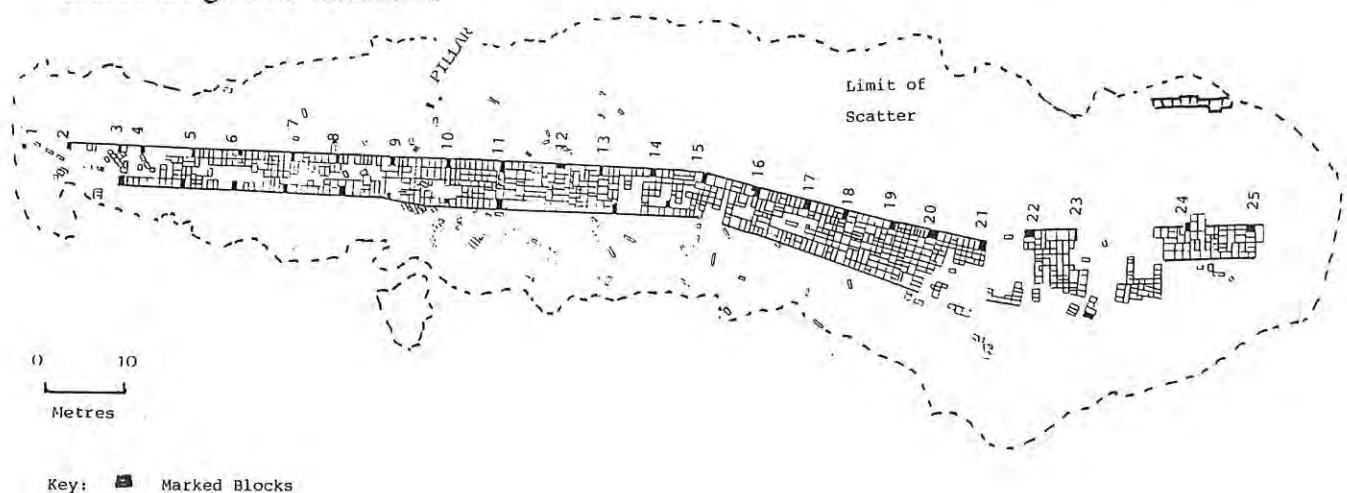 PILLAR
Limit of
Scatter
1 2 3 4 5 6 7 8 9 10 11 12 13 14 15 16 17 18 19 20 21 22 23 24 25
0 10
Metres
Key: Marked Blocks